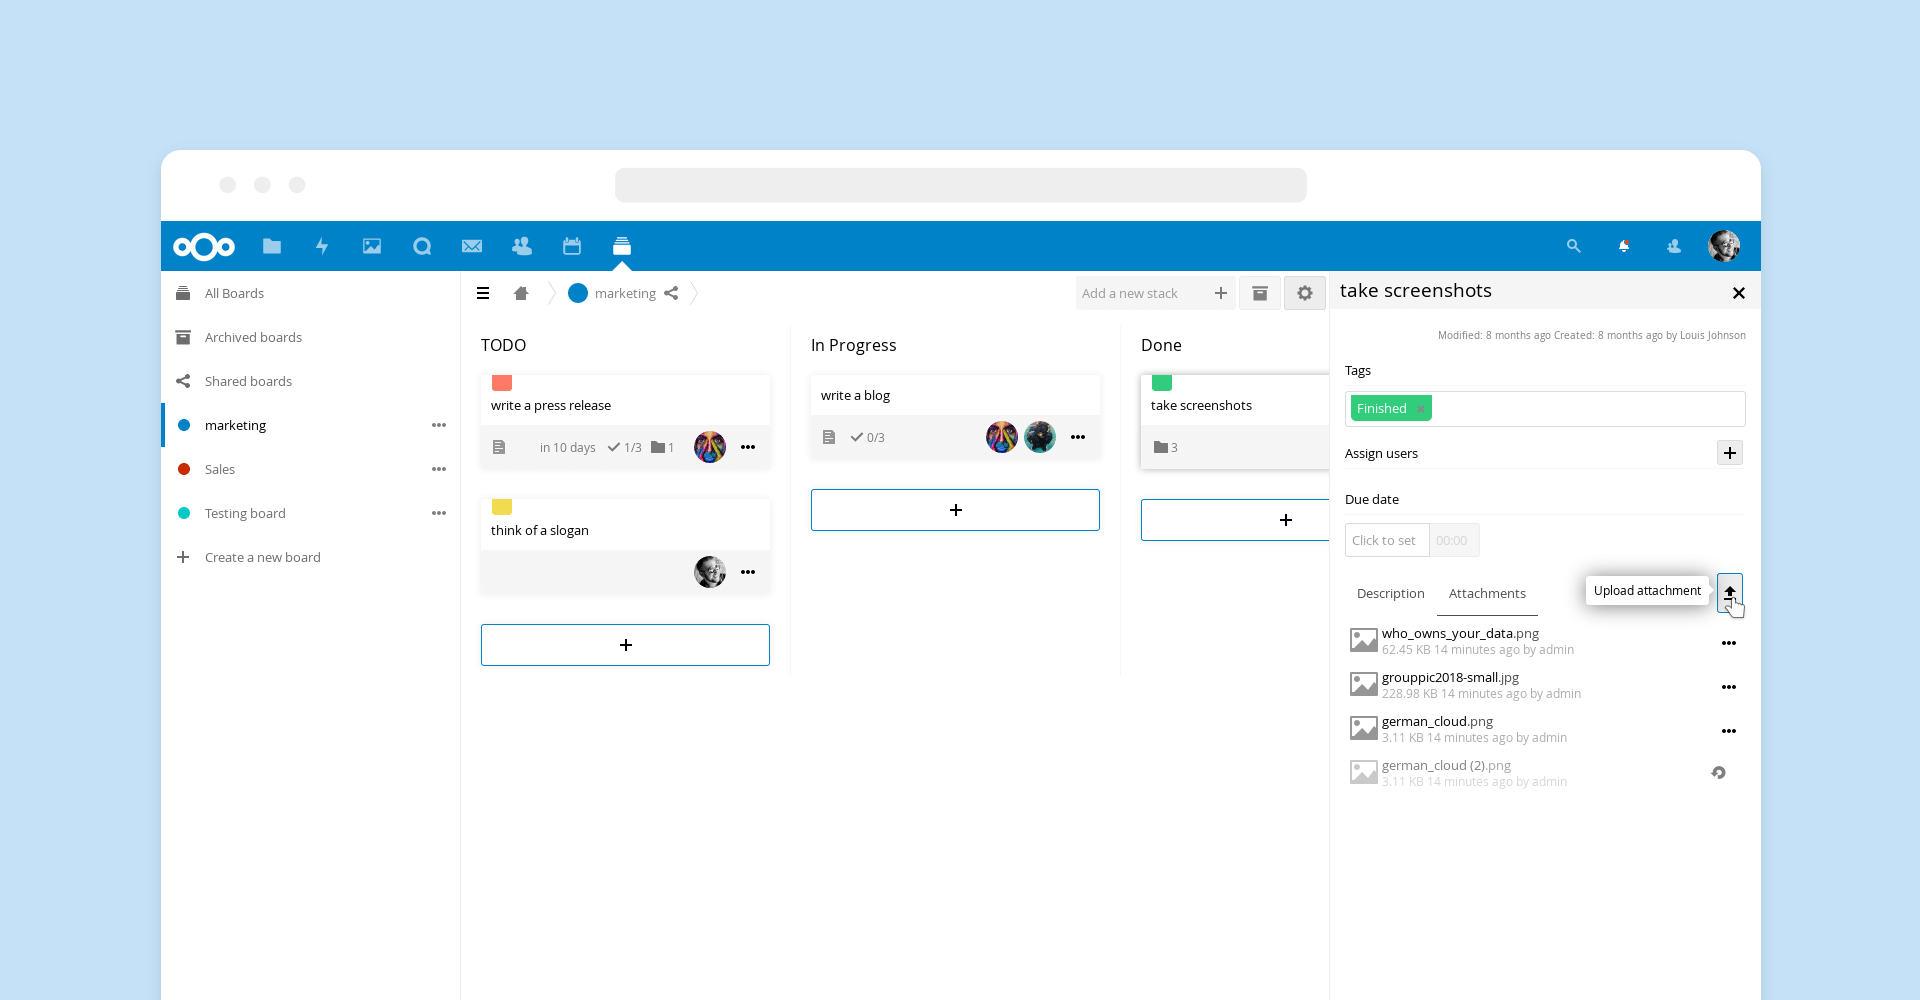 All Boards
Archived boards
Shared boards
marketing
Sales
Testing board
Create a new board
marketing
Add a new stack
TODO
write a press release
in 10 days 1/3 1
think of a slogan
In Progress
write a blog
0/3
Done
take screenshots
3
take screenshots
Modified: 8 months ago Created: 8 months ago by Louis Johnson
Tags
Finished
Assign users
Due date
Click to set 00:00
Description Attachments Upload attachment
who_owns_your_data.png
62.45 KB 14 minutes ago by admin
grouppic2018-small.jpg
228.98 KB 14 minutes ago by admin
german_cloud.png
3.11 KB 14 minutes ago by admin
german_cloud (2).png
3.11 KB 14 minutes ago by admin